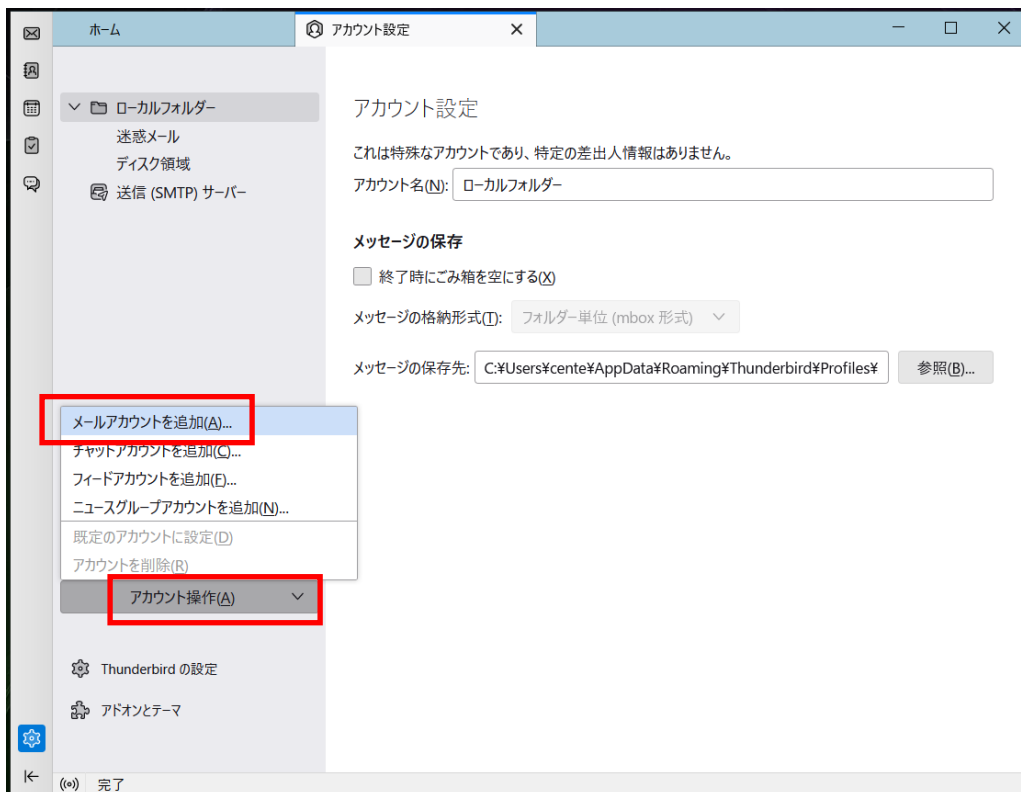 ホーム
アカウント設定
ローカルフォルダー
迷惑メール
ディスク領域
送信 (SMTP) サーバー
アカウント設定
これは特殊なアカウントであり、特定の差出人情報はありません。
アカウント名(N): ローカルフォルダー
メッセージの保存
終了時にごみ箱を空にする(X)
メッセージの格納形式(T): フォルダー単位 (mbox 形式)
メッセージの保存先: C:¥Users¥cente¥AppData¥Roaming¥Thunderbird¥Profiles¥ 参照(B)...
メールアカウントを追加(A)...
チャットアカウントを追加(C)...
フィードアカウントを追加(F)...
ニュースグループアカウントを追加(N)...
既定のアカウントに設定(D)
アカウントを削除(R)
アカウント操作(A)
Thunderbird の設定
アドオンとテーマ
完了